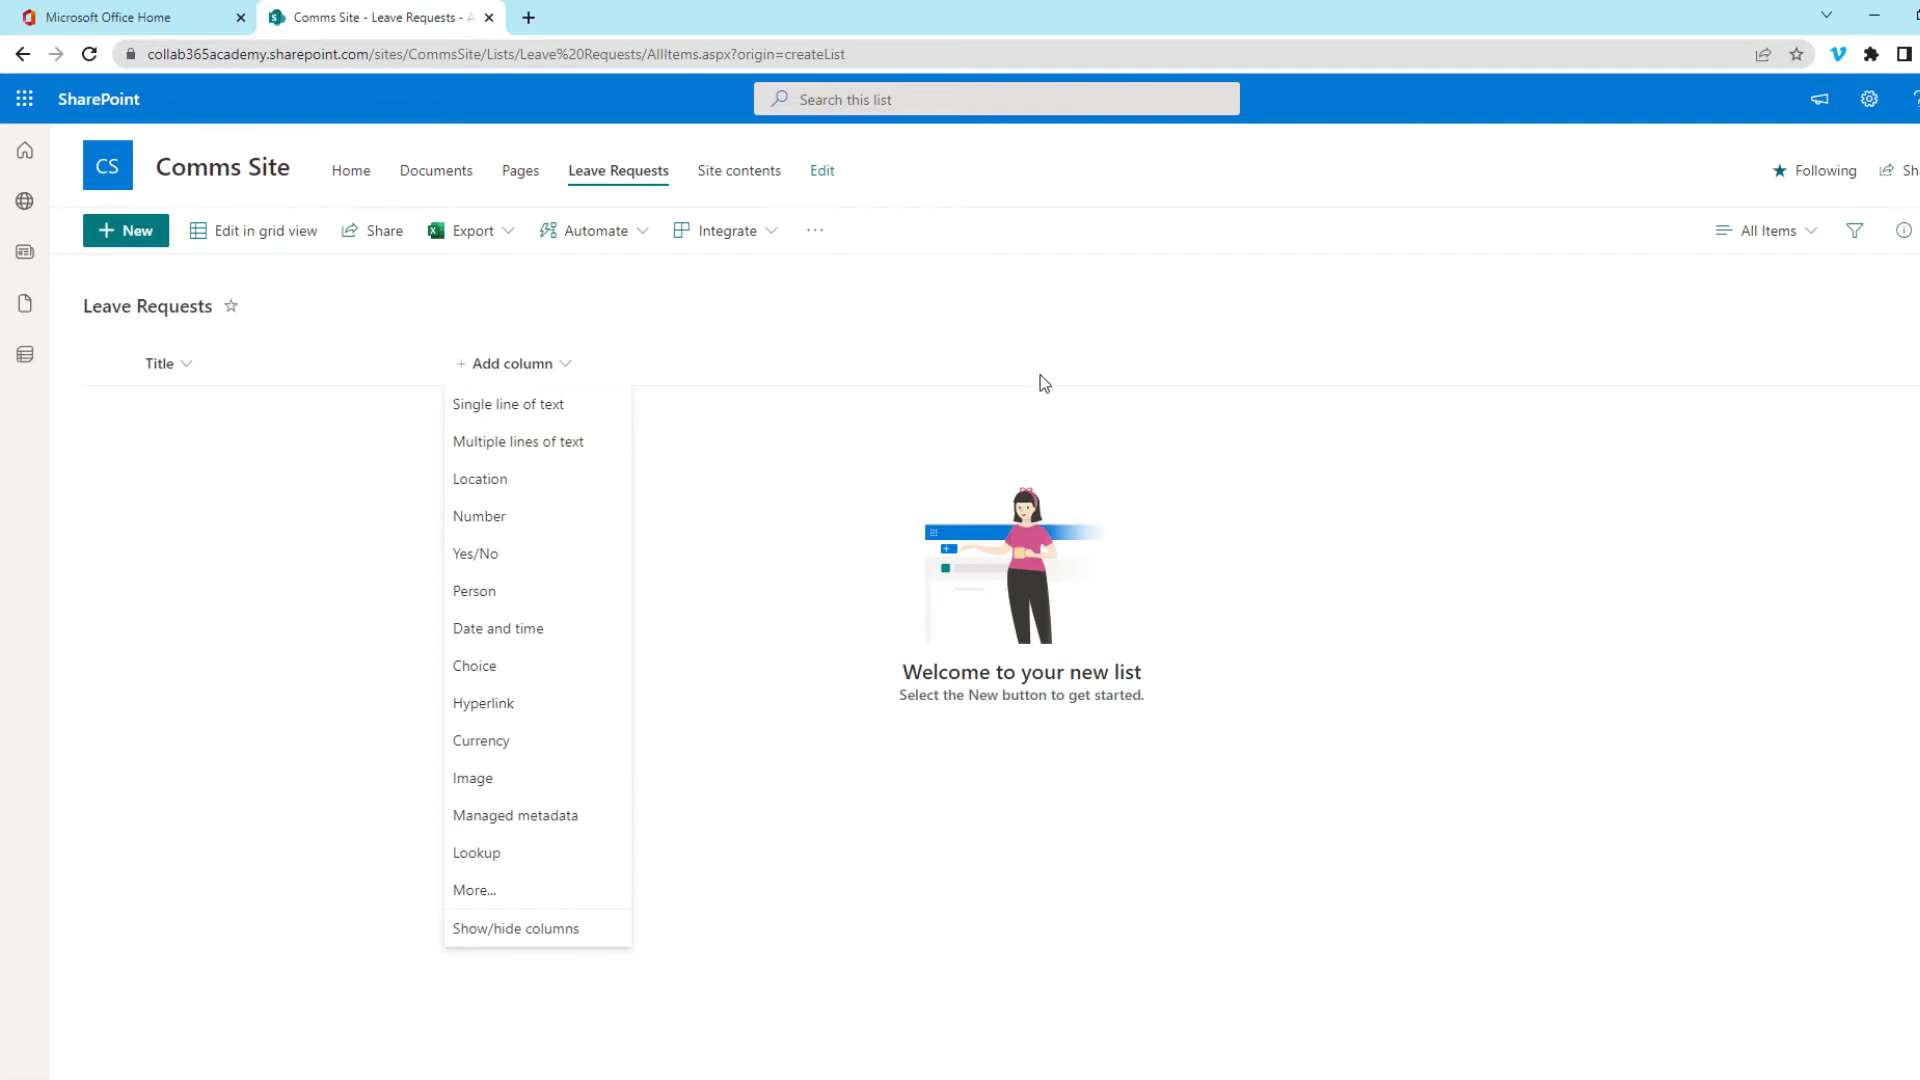 Microsoft Office Home
Comms Site - Leave Requests - A
collab365academy.sharepoint.com/sites/CommsSite/Lists/Leave%20Requests/AllItems.aspx?origin=createList
SharePoint
Search this list
CS
Comms Site
Home
Documents
Pages
Leave Requests
Site contents
Edit
Following
Sha
New
Edit in grid view
Share
Export
Automate
Integrate
All Items
Leave Requests
Title
Add column
Single line of text
Multiple lines of text
Location
Number
Yes/No
Person
Date and time
Choice
Hyperlink
Currency
Image
Managed metadata
Lookup
More...
Show/hide columns
Welcome to your new list
Select the New button to get started.